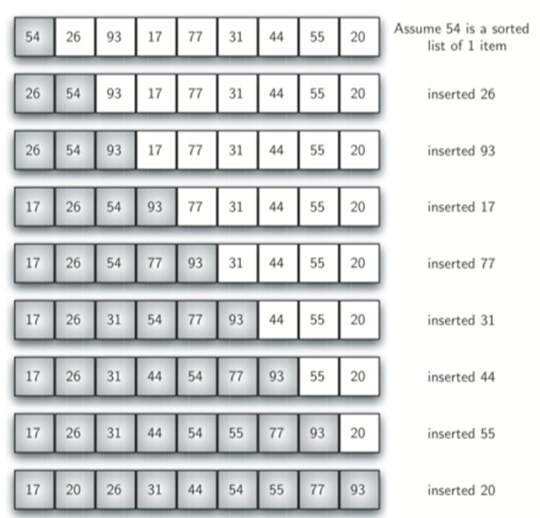 54 26 93 17 77 31 44 55 20 Assume 54 is a sorted
list of 1 item
26 54 93 17 77 31 44 55 20 inserted 26
26 54 93 17 77 31 44 55 20 inserted 93
17 26 54 93 77 31 44 55 20 inserted 17
17 26 54 77 93 31 44 55 20 inserted 77
17 26 31 54 77 93 44 55 20 inserted 31
17 26 31 44 54 77 93 55 20 inserted 44
17 26 31 44 54 55 77 93 20 inserted 55
17 20 26 31 44 54 55 77 93 inserted 20